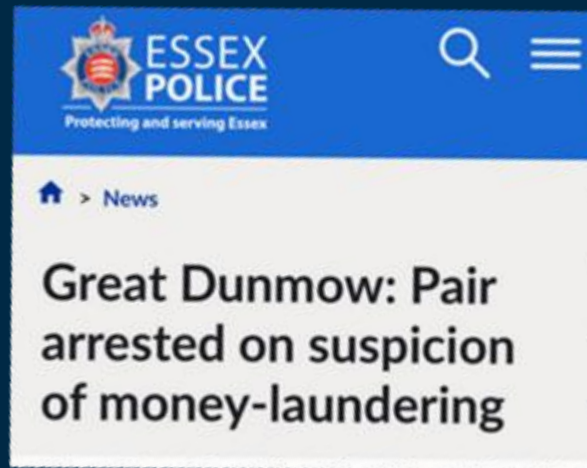 ESSEX
POLICE
Protecting and serving Essex
> News
Great Dunmow: Pair
arrested on suspicion
of money-laundering